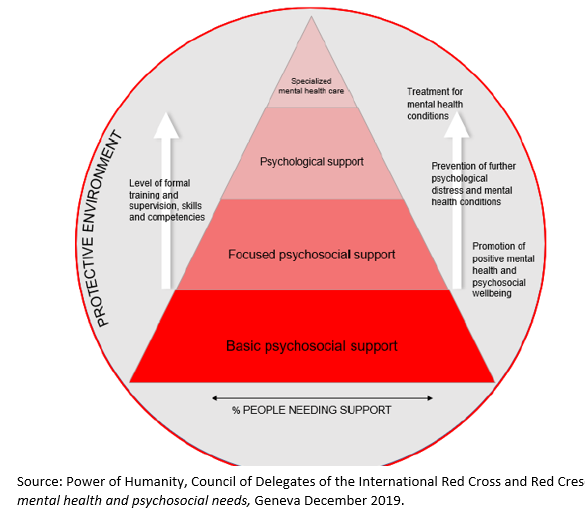 Specialized
mental health care
Treatment for
mental health
conditions
Psychological support
Prevention of further
psychological
distress and mental
health conditions
Level of formal
training and
supervision, skills
and competencies
PROTECTIVE ENVIRONMENT
Focused psychosocial support
Promotion of
positive mental
health and
psychosocial
wellbeing
Basic psychosocial support
% PEOPLE NEEDING SUPPORT
Source: Power of Humanity, Council of Delegates of the International Red Cross and Red Cres
mental health and psychosocial needs, Geneva December 2019.